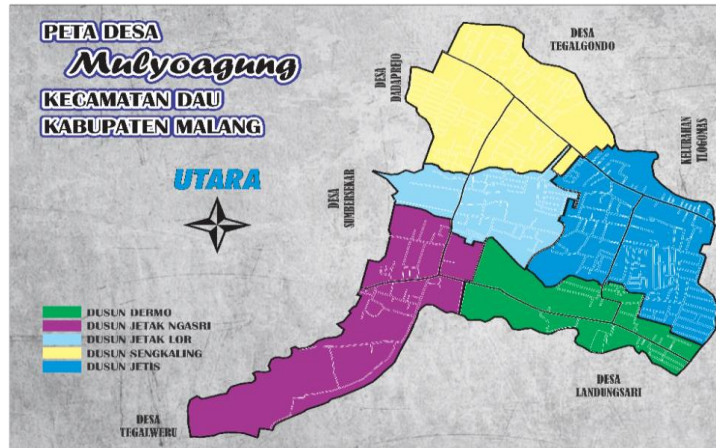 PETA DESA
Mulyoagung
KECAMATAN DAU
KABUPATEN MALANG
UTARA
DESA
TEGALGONDO
DESA
DADAPREJO
KELURAHAN
TLOGOMAS
DESA
SUMBERSEKAR
DUSUN DERMO
DUSUN JETAK NGASRI
DUSUN JETAK LOR
DUSUN SENGKALING
DUSUN JETIS
DESA
LANDUNGSARI
DESA
TEGALWERU